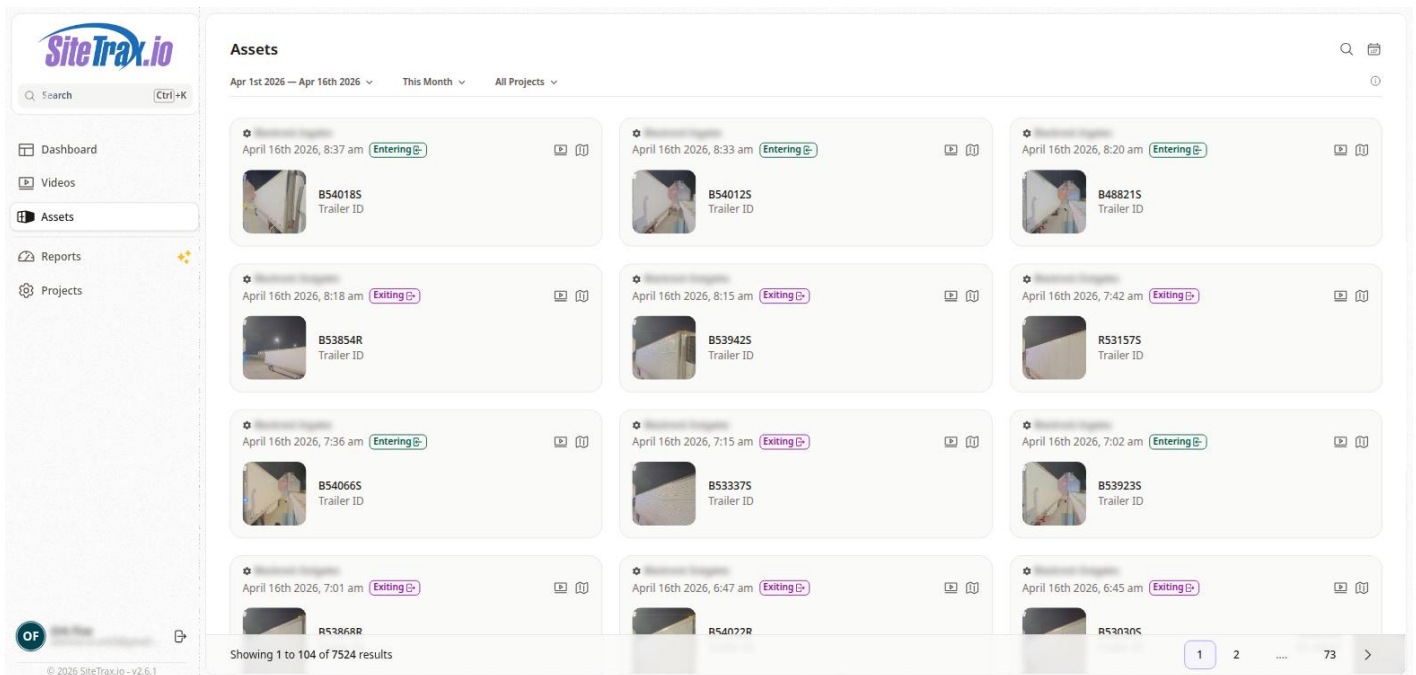 SiteTrax.io
Search Ctrl+K
Dashboard
Videos
Assets
Reports
Projects
OF
© 2026 SiteTrax.io - v2.6.1
Assets
Apr 1st 2026 — Apr 16th 2026 This Month All Projects
April 16th 2026, 8:37 am Entering
B54018S
Trailer ID
April 16th 2026, 8:33 am Entering
B54012S
Trailer ID
April 16th 2026, 8:20 am Entering
B48821S
Trailer ID
April 16th 2026, 8:18 am Exiting
B53854R
Trailer ID
April 16th 2026, 8:15 am Exiting
B53942S
Trailer ID
April 16th 2026, 7:42 am Exiting
R53157S
Trailer ID
April 16th 2026, 7:36 am Entering
B54066S
Trailer ID
April 16th 2026, 7:15 am Exiting
B53337S
Trailer ID
April 16th 2026, 7:02 am Entering
B53923S
Trailer ID
April 16th 2026, 7:01 am Exiting
B53868R
April 16th 2026, 6:47 am Exiting
B54022R
April 16th 2026, 6:45 am Exiting
B53030S
Showing 1 to 104 of 7524 results
1 2 .... 73